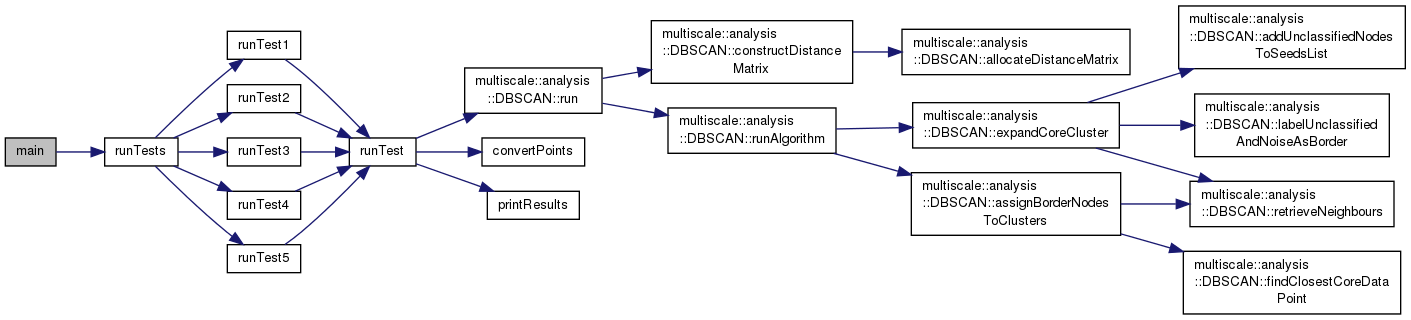 main
runTests
runTest1
runTest2
runTest3
runTest4
runTest5
runTest
multiscale::analysis
::DBSCAN::run
convertPoints
printResults
multiscale::analysis
::DBSCAN::constructDistance
Matrix
multiscale::analysis
::DBSCAN::runAlgorithm
multiscale::analysis
::DBSCAN::allocateDistanceMatrix
multiscale::analysis
::DBSCAN::expandCoreCluster
multiscale::analysis
::DBSCAN::assignBorderNodes
ToClusters
multiscale::analysis
::DBSCAN::addUnclassifiedNodes
ToSeedsList
multiscale::analysis
::DBSCAN::labelUnclassified
AndNoiseAsBorder
multiscale::analysis
::DBSCAN::retrieveNeighbours
multiscale::analysis
::DBSCAN::findClosestCoreData
Point